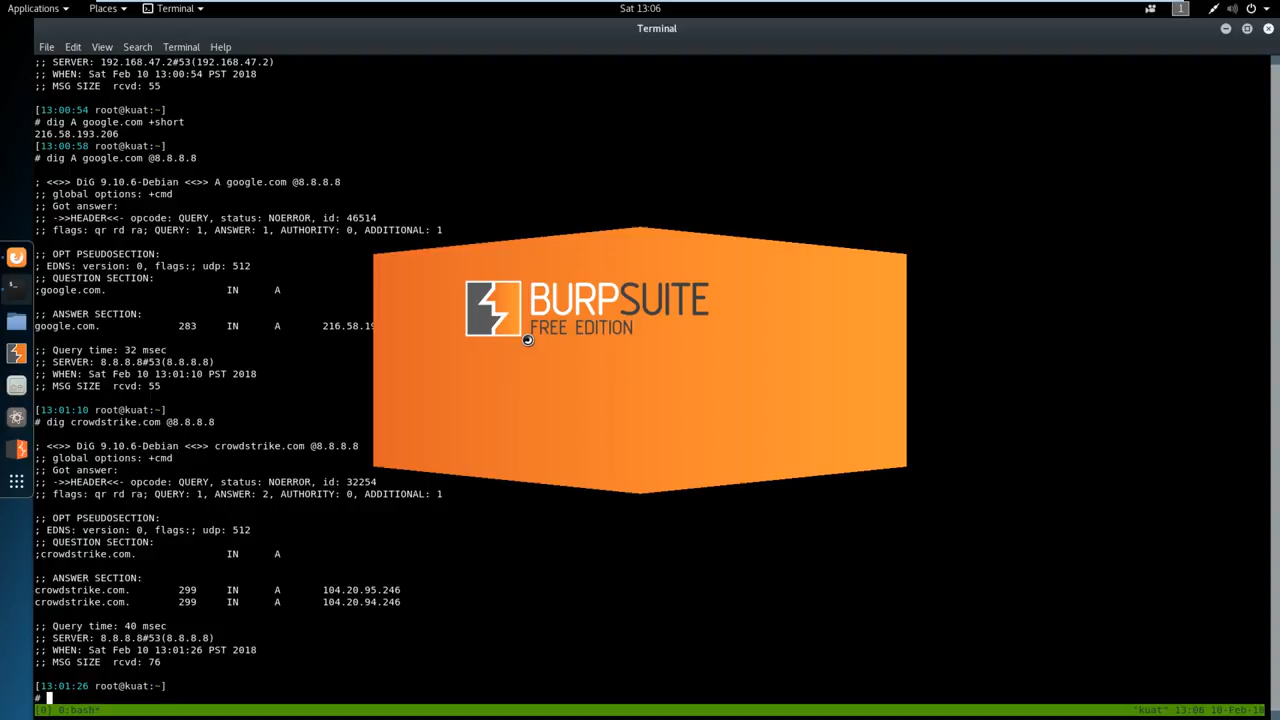 Applications Places Terminal Sat 13:06 1
Terminal
File Edit View Search Terminal Help
;; SERVER: 192.168.47.2#53(192.168.47.2)
;; WHEN: Sat Feb 10 13:00:54 PST 2018
;; MSG SIZE rcvd: 55
[13:00:54 root@kuat:~]
# dig A google.com +short
216.58.193.206
[13:00:58 root@kuat:~]
# dig A google.com @8.8.8.8
; <<>> DiG 9.10.6-Debian <<>> A google.com @8.8.8.8
;; global options: +cmd
;; Got answer:
;; ->>HEADER<<- opcode: QUERY, status: NOERROR, id: 46514
;; flags: qr rd ra; QUERY: 1, ANSWER: 1, AUTHORITY: 0, ADDITIONAL: 1
;; OPT PSEUDOSECTION:
; EDNS: version: 0, flags:; udp: 512
;; QUESTION SECTION:
;google.com. IN A
;; ANSWER SECTION:
google.com. 283 IN A 216.58.19
;; Query time: 32 msec
;; SERVER: 8.8.8.8#53(8.8.8.8)
;; WHEN: Sat Feb 10 13:01:10 PST 2018
;; MSG SIZE rcvd: 55
[13:01:10 root@kuat:~]
# dig crowdstrike.com @8.8.8.8
; <<>> DiG 9.10.6-Debian <<>> crowdstrike.com @8.8.8.8
;; global options: +cmd
;; Got answer:
;; ->>HEADER<<- opcode: QUERY, status: NOERROR, id: 32254
;; flags: qr rd ra; QUERY: 1, ANSWER: 2, AUTHORITY: 0, ADDITIONAL: 1
;; OPT PSEUDOSECTION:
; EDNS: version: 0, flags:; udp: 512
;; QUESTION SECTION:
;crowdstrike.com. IN A
;; ANSWER SECTION:
crowdstrike.com. 299 IN A 104.20.95.246
crowdstrike.com. 299 IN A 104.20.94.246
;; Query time: 40 msec
;; SERVER: 8.8.8.8#53(8.8.8.8)
;; WHEN: Sat Feb 10 13:01:26 PST 2018
;; MSG SIZE rcvd: 76
[13:01:26 root@kuat:~]
#
[0] 0:bash* "kuat" 13:06 10-Feb-18
BURPSUITE
FREE EDITION